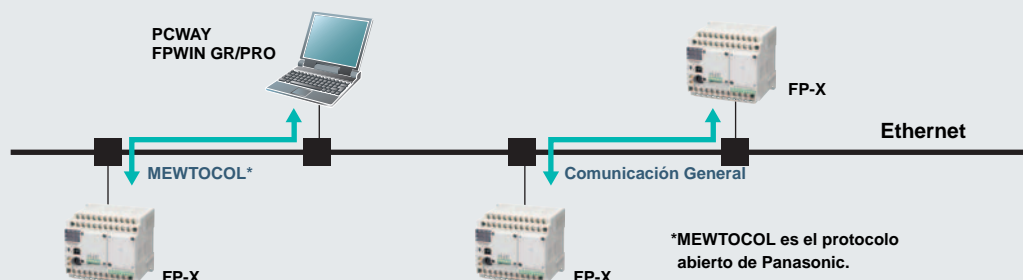 PCWAY
FPWIN GR/PRO
FP-X
Ethernet
MEWTOCOL*
Comunicación General
FP-X
FP-X
*MEWTOCOL es el protocolo
abierto de Panasonic.